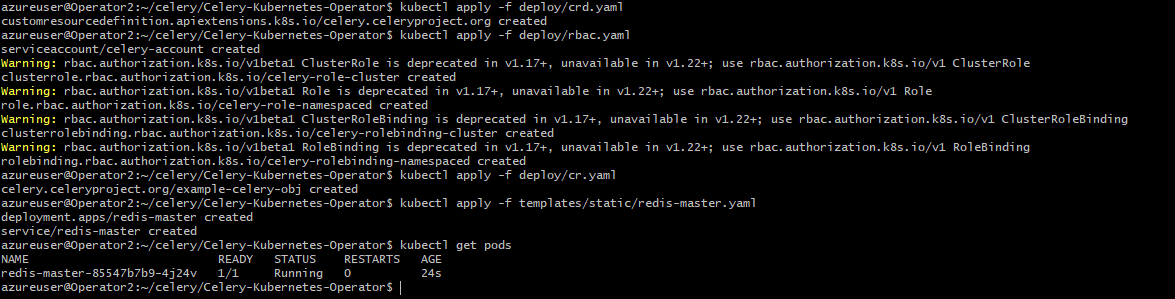 azureuser@Operator2:~/celery/Celery-Kubernetes-Operator$ kubectl apply -f deploy/crd.yaml
customresourcedefinition.apiextensions.k8s.io/celery.celeryproject.org created
azureuser@Operator2:~/celery/Celery-Kubernetes-Operator$ kubectl apply -f deploy/rbac.yaml
serviceaccount/celery-account created
Warning: rbac.authorization.k8s.io/v1beta1 ClusterRole is deprecated in v1.17+, unavailable in v1.22+; use rbac.authorization.k8s.io/v1 ClusterRole
clusterrole.rbac.authorization.k8s.io/celery-role-cluster created
Warning: rbac.authorization.k8s.io/v1beta1 Role is deprecated in v1.17+, unavailable in v1.22+; use rbac.authorization.k8s.io/v1 Role
role.rbac.authorization.k8s.io/celery-role-namespaced created
Warning: rbac.authorization.k8s.io/v1beta1 ClusterRoleBinding is deprecated in v1.17+, unavailable in v1.22+; use rbac.authorization.k8s.io/v1 ClusterRoleBinding
clusterrolebinding.rbac.authorization.k8s.io/celery-rolebinding-cluster created
Warning: rbac.authorization.k8s.io/v1beta1 RoleBinding is deprecated in v1.17+, unavailable in v1.22+; use rbac.authorization.k8s.io/v1 RoleBinding
rolebinding.rbac.authorization.k8s.io/celery-rolebinding-namespaced created
azureuser@Operator2:~/celery/Celery-Kubernetes-Operator$ kubectl apply -f deploy/cr.yaml
celery.celeryproject.org/example-celery-obj created
azureuser@Operator2:~/celery/Celery-Kubernetes-Operator$ kubectl apply -f templates/static/redis-master.yaml
deployment.apps/redis-master created
service/redis-master created
azureuser@Operator2:~/celery/Celery-Kubernetes-Operator$ kubectl get pods
NAME READY STATUS RESTARTS AGE
redis-master-85547b7b9-4j24v 1/1 Running 0 24s
azureuser@Operator2:~/celery/Celery-Kubernetes-Operator$